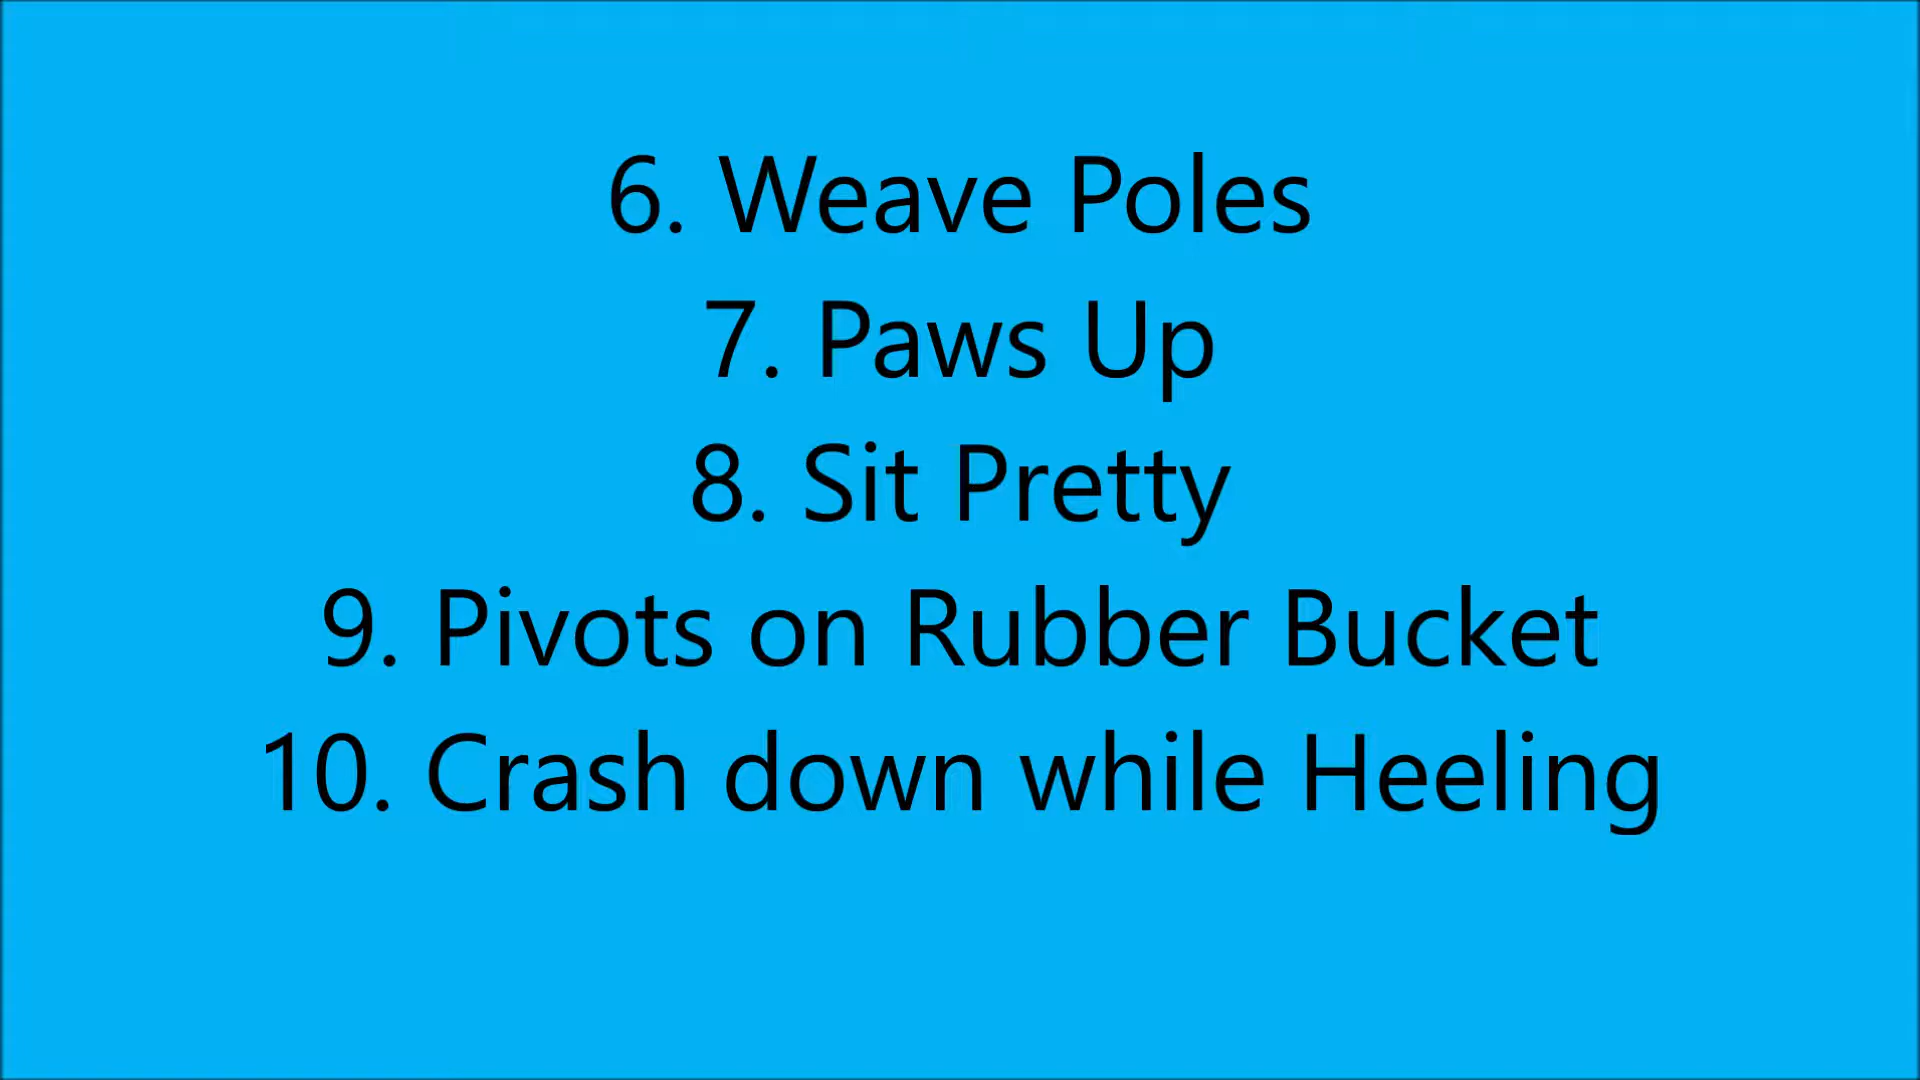 6. Weave Poles
7. Paws Up
8. Sit Pretty
9. Pivots on Rubber Bucket
10. Crash down while Heeling